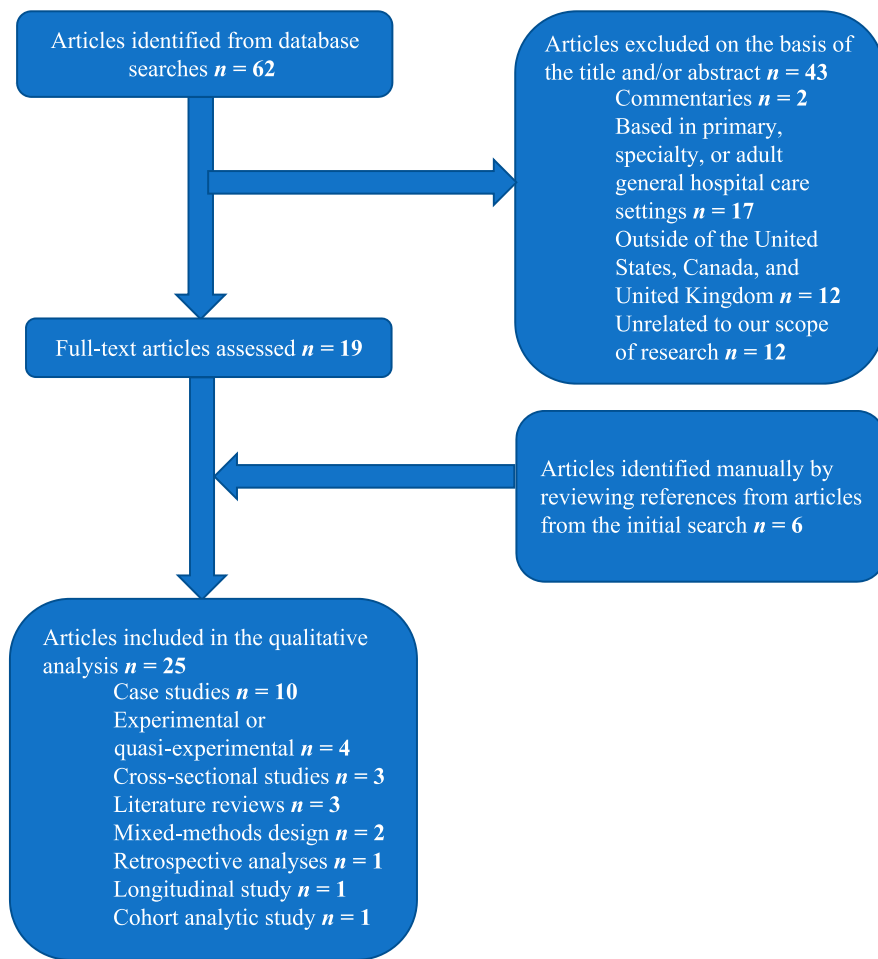 Articles identified from database
searches n = 62
Articles excluded on the basis of
the title and/or abstract n = 43
Commentaries n = 2
Based in primary,
specialty, or adult
general hospital care
settings n = 17
Outside of the United
States, Canada, and
United Kingdom n = 12
Unrelated to our scope
of research n = 12
Full-text articles assessed n = 19
Articles identified manually by
reviewing references from articles
from the initial search n = 6
Articles included in the qualitative
analysis n = 25
Case studies n = 10
Experimental or
quasi-experimental n = 4
Cross-sectional studies n = 3
Literature reviews n = 3
Mixed-methods design n = 2
Retrospective analyses n = 1
Longitudinal study n = 1
Cohort analytic study n = 1